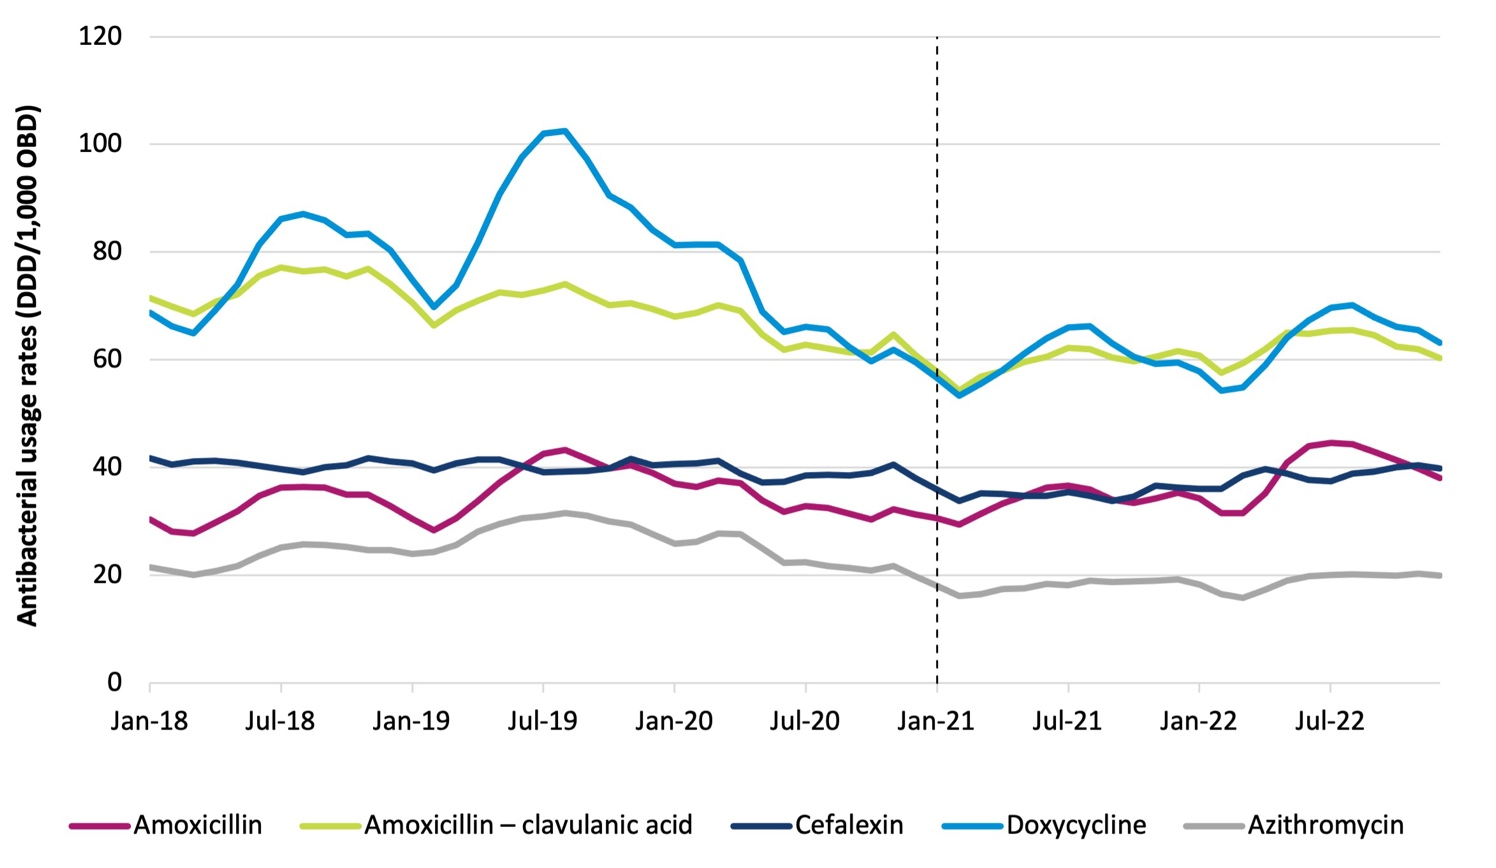 Antibacterial usage rates (DDD/1,000 OBD)
120
100
80
60
40
20
0
Jan-18 Jul-18 Jan-19 Jul-19 Jan-20 Jul-20 Jan-21 Jul-21 Jan-22 Jul-22
Amoxicillin Amoxicillin – clavulanic acid Cefalexin Doxycycline Azithromycin